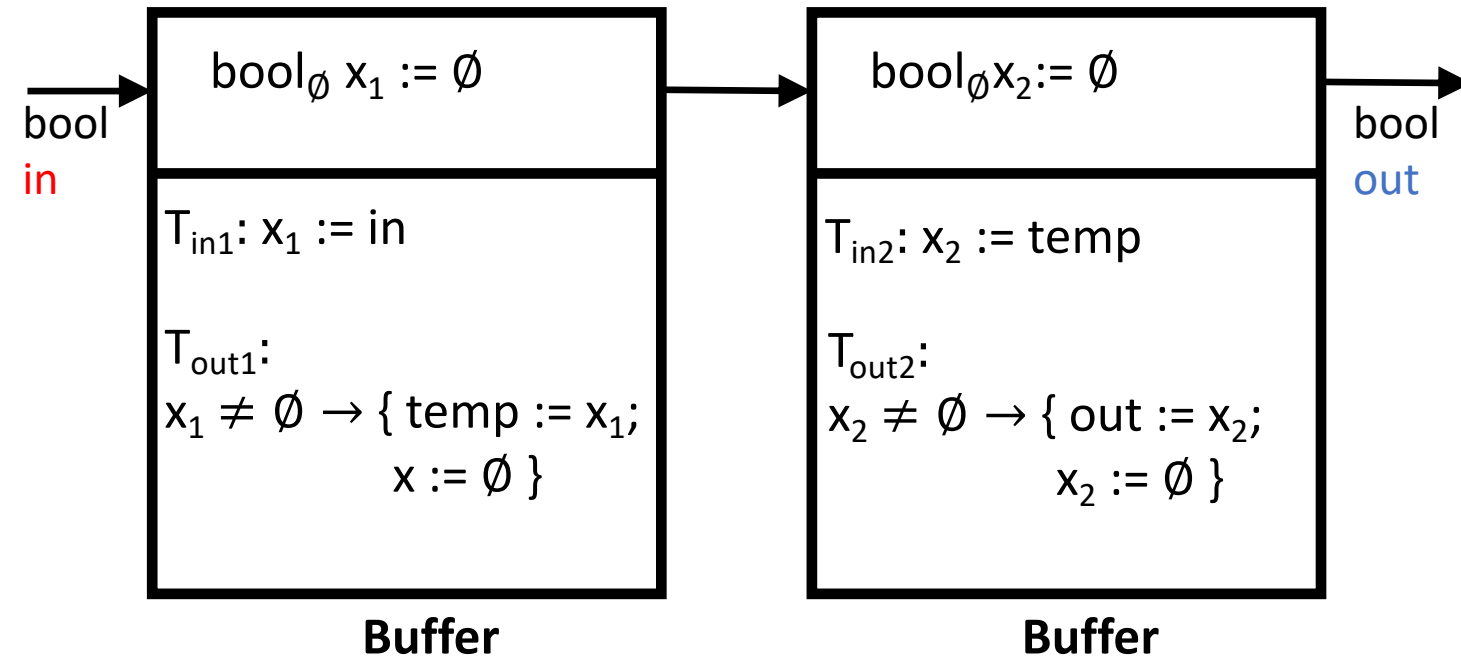 bool
in
bool∅ x₁ := ∅
Tᵢₙ₁: x₁ := in
Tₒᵤₜ₁:
x₁ ≠ ∅ → { temp := x₁;
x := ∅ }
Buffer
bool∅x₂:= ∅
Tᵢₙ₂: x₂ := temp
Tₒᵤₜ₂:
x₂ ≠ ∅ → { out := x₂;
x₂ := ∅ }
Buffer
bool
out